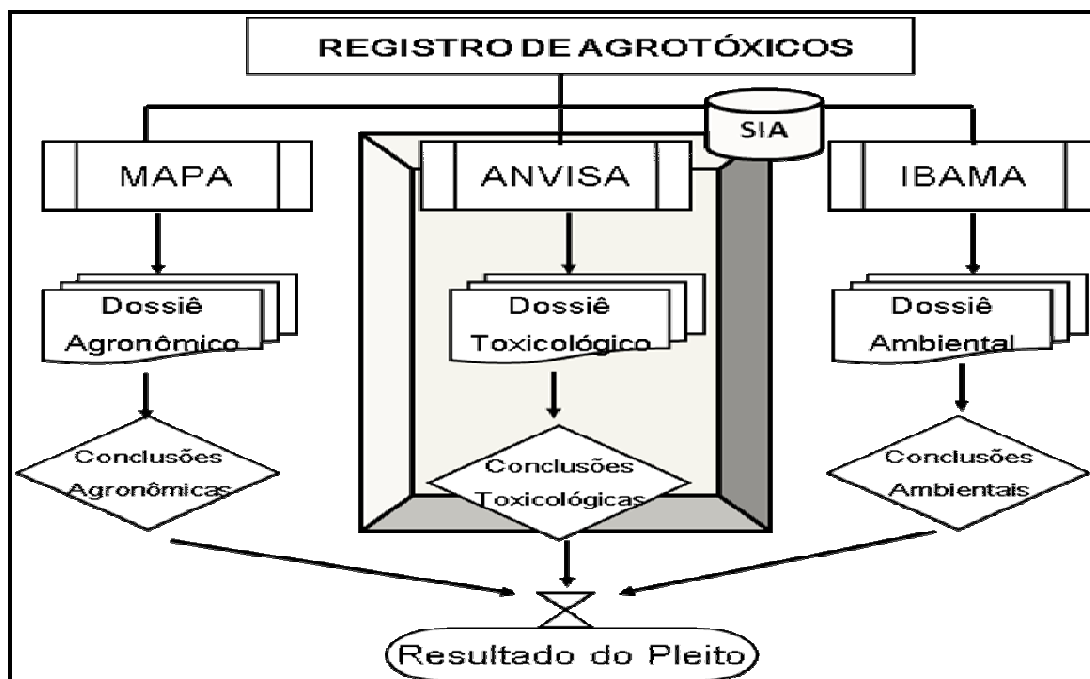 REGISTRO DE AGROTÓXICOS
SIA
MAPA
ANVISA
IBAMA
Dossiê
Agronômico
Dossiê
Toxicológico
Dossiê
Ambiental
Conclusões
Agronômicas
Conclusões
Toxicológicas
Conclusões
Ambientais
Resultado do Pleito